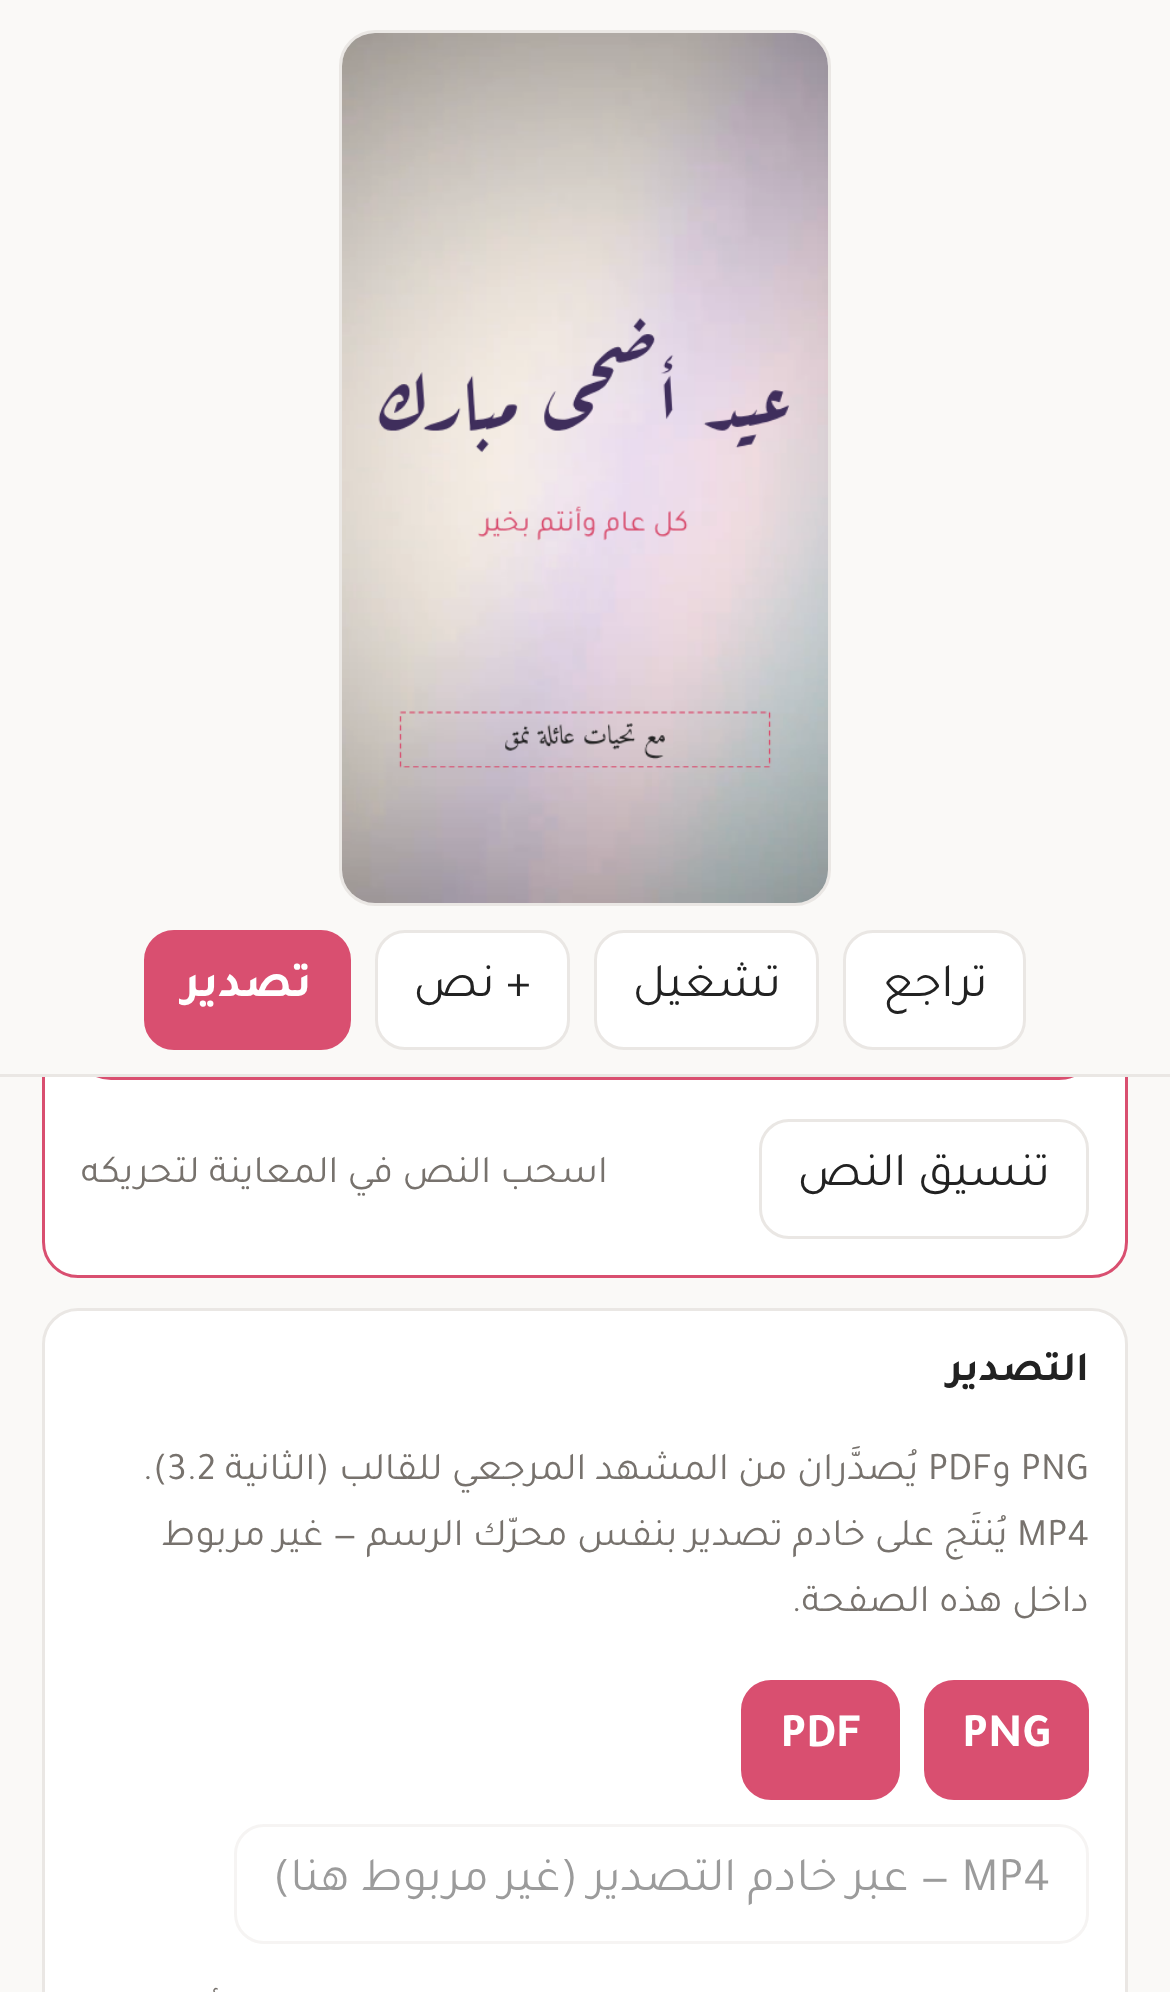 عيد أضحى مبارك
كل عام وأنتم بخير
مع تحيات عائلة نمق
تراجع
تشغيل
+ نص
تصدير
تنسيق النص
اسحب النص في المعاينة لتحريكه
التصدير
PNG وPDF يُصدَّران من المشهد المرجعي للقالب (الثانية 3.2).
MP4 يُنتَج على خادم تصدير بنفس محرّك الرسم – غير مربوط
داخل هذه الصفحة.
PNG
PDF
MP4 – عبر خادم التصدير (غير مربوط هنا)